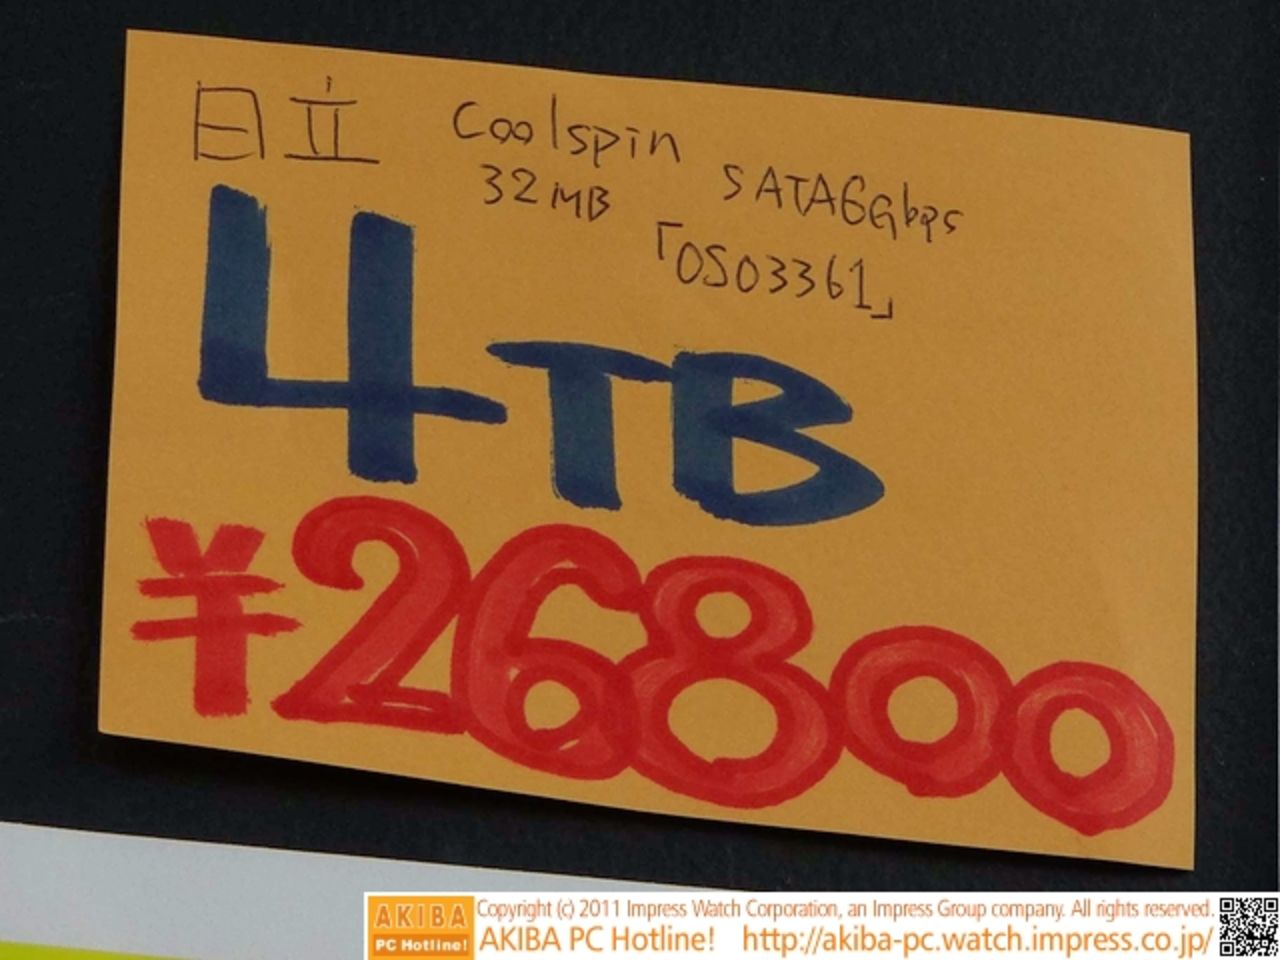 日立 Coolspin SATA6Gbps
32MB 「0S03361」
4TB
¥26800
AKIBA PC Hotline!
Copyright (c) 2011 Impress Watch Corporation, an Impress Group company. All rights reserved.
AKIBA PC Hotline! http://akiba-pc.watch.impress.co.jp/